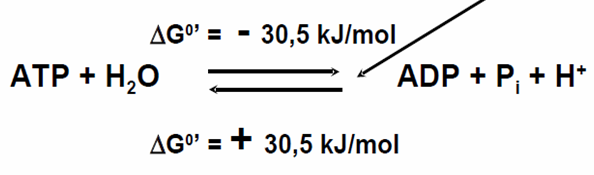 ΔG⁰’ = - 30,5 kJ/mol
ATP + H₂O ADP + Pᵢ + H⁺
ΔG⁰’ = + 30,5 kJ/mol